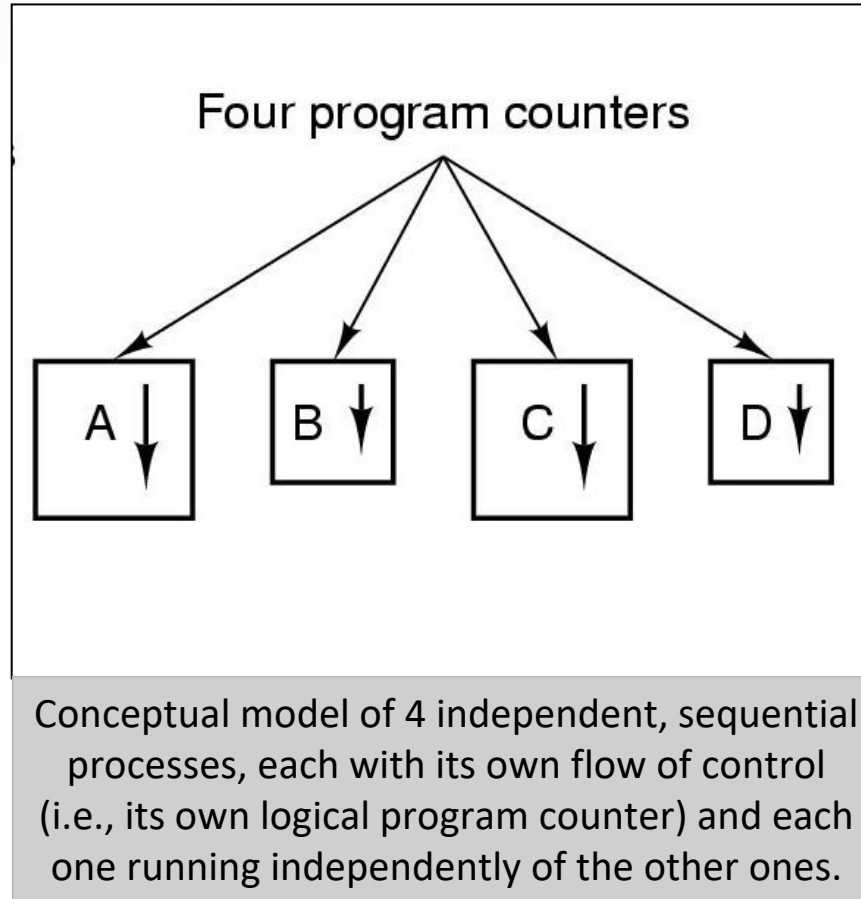 Four program counters
A
B
C
D
Conceptual model of 4 independent, sequential
processes, each with its own flow of control
(i.e., its own logical program counter) and each
one running independently of the other ones.